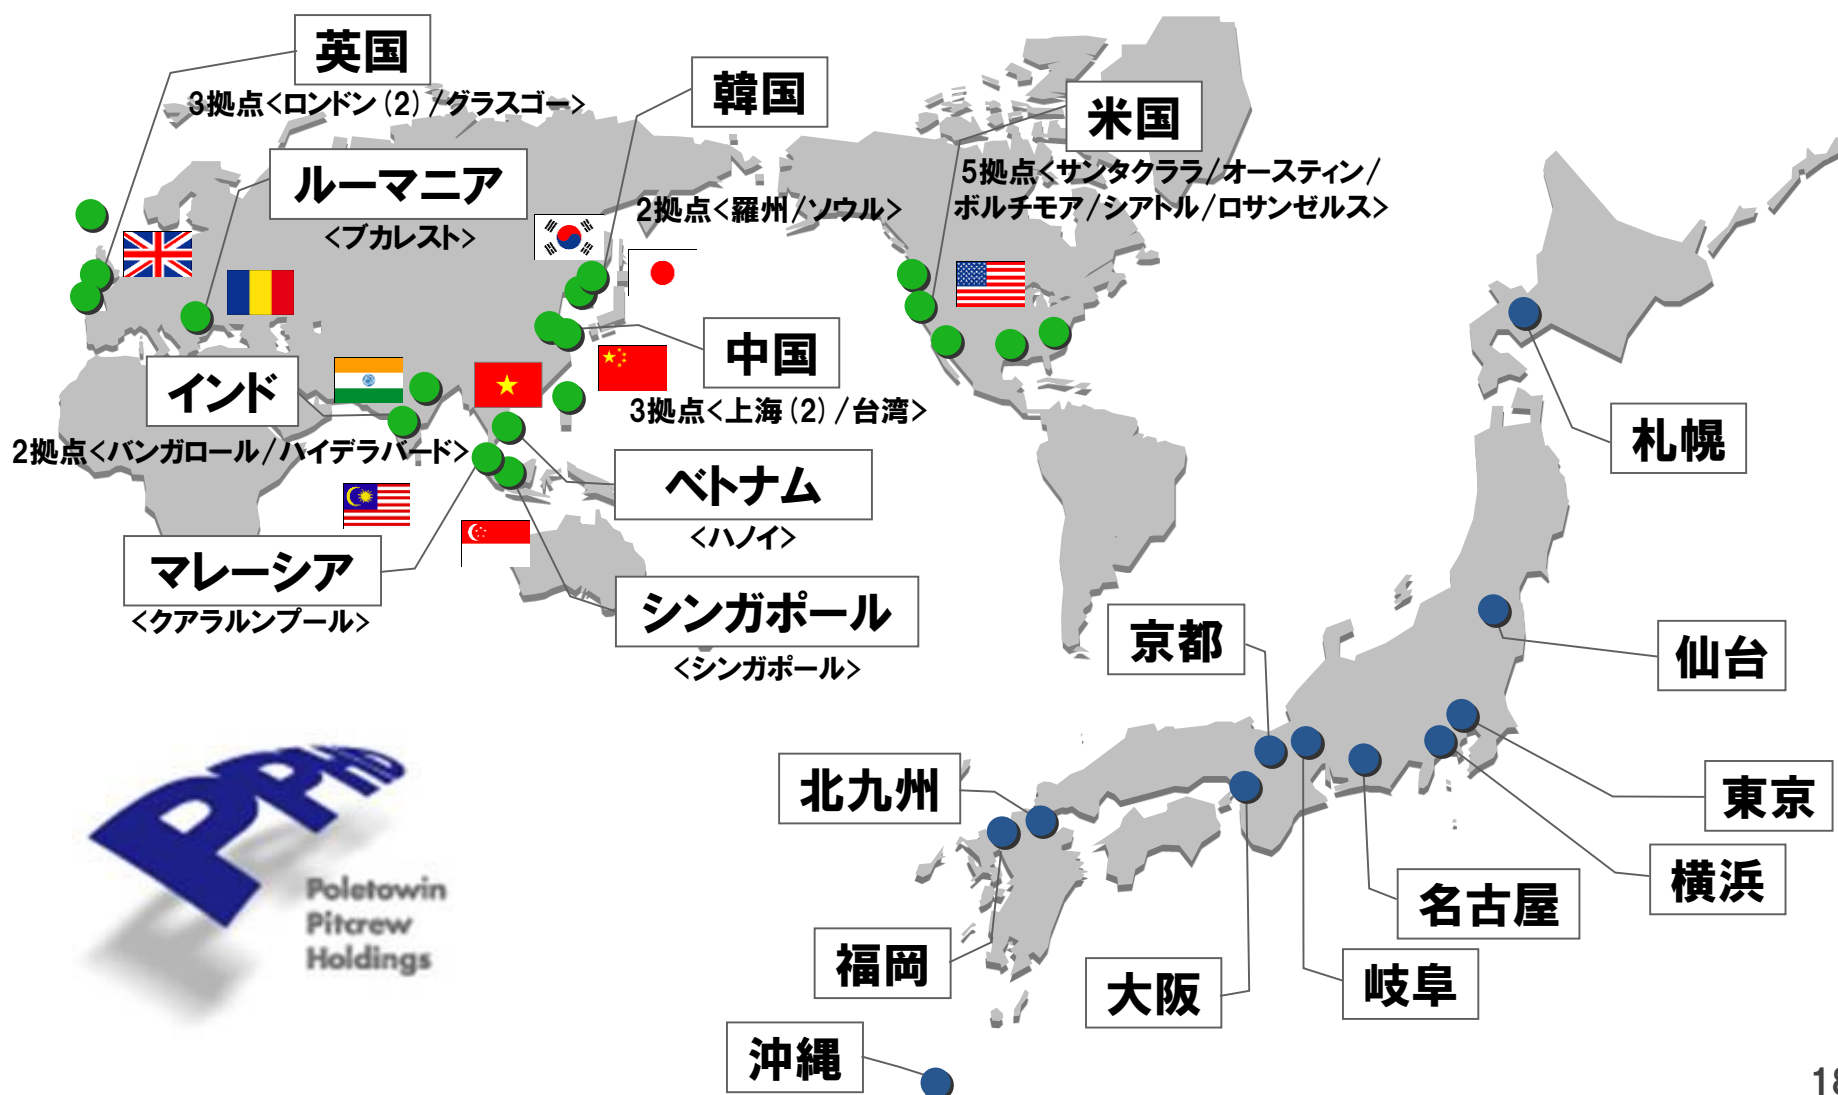 英国
3拠点<ロンドン(2)/グラスゴー>
韓国
2拠点<羅州/ソウル>
米国
5拠点<サンタクララ/オースティン/
ボルチモア/シアトル/ロサンゼルス>
ルーマニア
<ブカレスト>
中国
3拠点<上海(2)/台湾>
インド
2拠点<バンガロール/ハイデラバード>
ベトナム
<ハノイ>
マレーシア
<クアラルンプール>
シンガポール
<シンガポール>
札幌
仙台
京都
東京
北九州
横浜
名古屋
福岡
大阪
岐阜
沖縄
PPHD
Poletowin
Pitcrew
Holdings
18